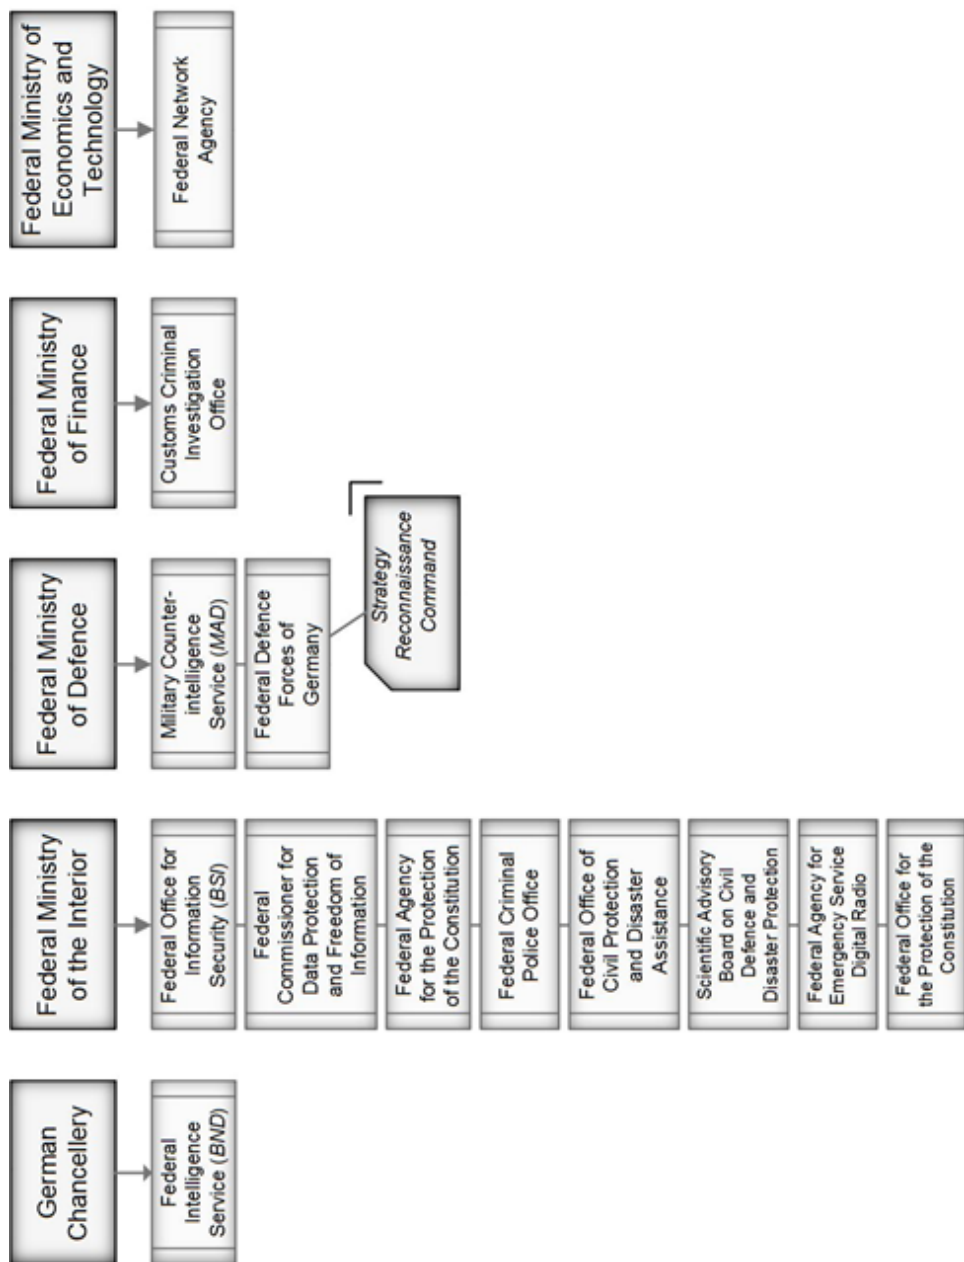 German
Chancellery
Federal
Intelligence
Service (BND)
Federal Ministry
of the Interior
Federal Office for
Information
Security (BSI)
Federal
Commissioner for
Data Protection
and Freedom of
Information
Federal Agency
for the Protection
of the Constitution
Federal Criminal
Police Office
Federal Office of
Civil Protection
and Disaster
Assistance
Scientific Advisory
Board on Civil
Defence and
Disaster Protection
Federal Agency for
Emergency Service
Digital Radio
Federal Office for
the Protection of the
Constitution
Federal Ministry
of Defence
Military Counter-
intelligence
Service (MAD)
Federal Defence
Forces of
Germany
Strategy
Reconnaissance
Command
Federal Ministry
of Finance
Customs Criminal
Investigation
Office
Federal Ministry of
Economics and
Technology
Federal Network
Agency